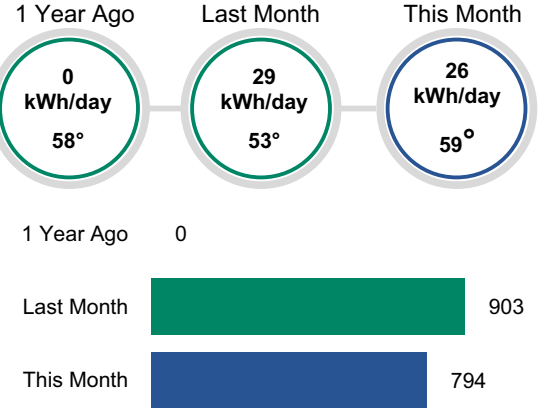 1 Year Ago Last Month This Month
0 29 26
kWh/day kWh/day kWh/day
58° 53° 59°
1 Year Ago 0
Last Month 903
This Month 794